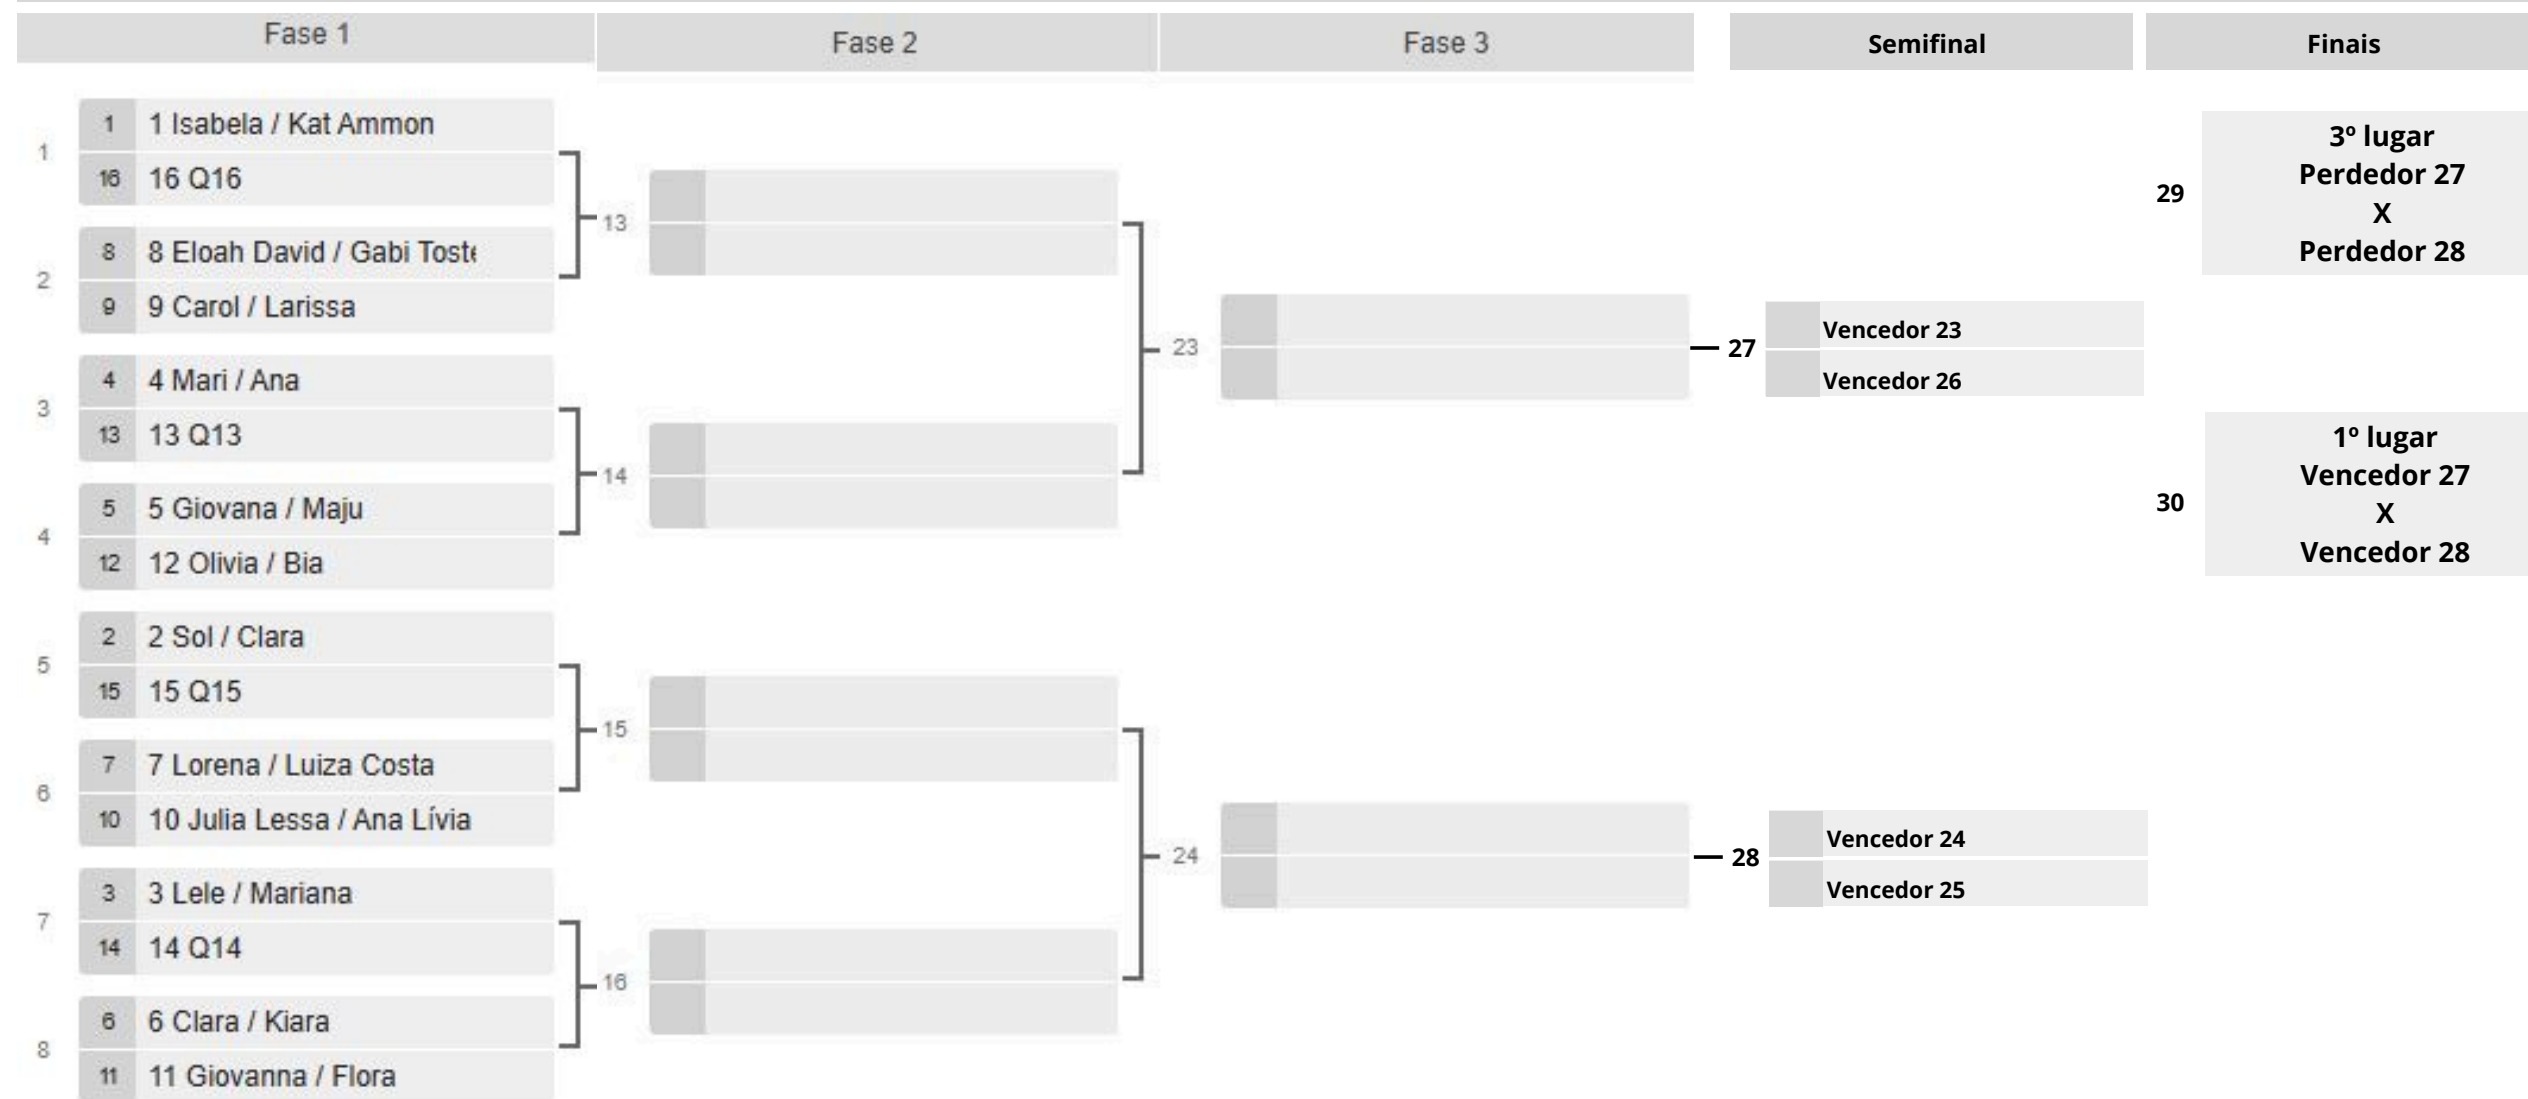 Fase 1
Fase 2
Fase 3
Semifinal
Finais
1
1 1 Isabela / Kat Ammon
16 16 Q16
2
8 8 Eloah David / Gabi Toste
9 9 Carol / Larissa
3
4 4 Mari / Ana
13 13 Q13
4
5 5 Giovana / Maju
12 12 Olivia / Bia
5
2 2 Sol / Clara
15 15 Q15
6
7 7 Lorena / Luiza Costa
10 10 Julia Lessa / Ana Lívia
7
3 3 Lele / Mariana
14 14 Q14
8
6 6 Clara / Kiara
11 11 Giovanna / Flora
13
14
15
16
23
24
27
Vencedor 23
Vencedor 26
28
Vencedor 24
Vencedor 25
29
3º lugar
Perdedor 27
X
Perdedor 28
30
1º lugar
Vencedor 27
X
Vencedor 28